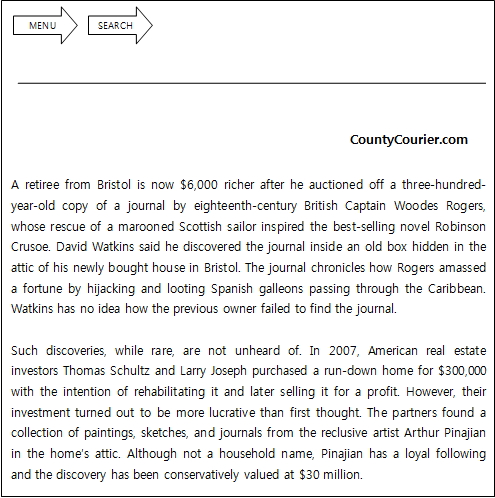 MENU SEARCH
CountyCourier.com
A retiree from Bristol is now $6,000 richer after he auctioned off a three-hundred-
year-old copy of a journal by eighteenth-century British Captain Woodes Rogers,
whose rescue of a marooned Scottish sailor inspired the best-selling novel Robinson
Crusoe. David Watkins said he discovered the journal inside an old box hidden in the
attic of his newly bought house in Bristol. The journal chronicles how Rogers amassed
a fortune by hijacking and looting Spanish galleons passing through the Caribbean.
Watkins has no idea how the previous owner failed to find the journal.
Such discoveries, while rare, are not unheard of. In 2007, American real estate
investors Thomas Schultz and Larry Joseph purchased a run-down home for $300,000
with the intention of rehabilitating it and later selling it for a profit. However, their
investment turned out to be more lucrative than first thought. The partners found a
collection of paintings, sketches, and journals from the reclusive artist Arthur Pinajian
in the home's attic. Although not a household name, Pinajian has a loyal following
and the discovery has been conservatively valued at $30 million.